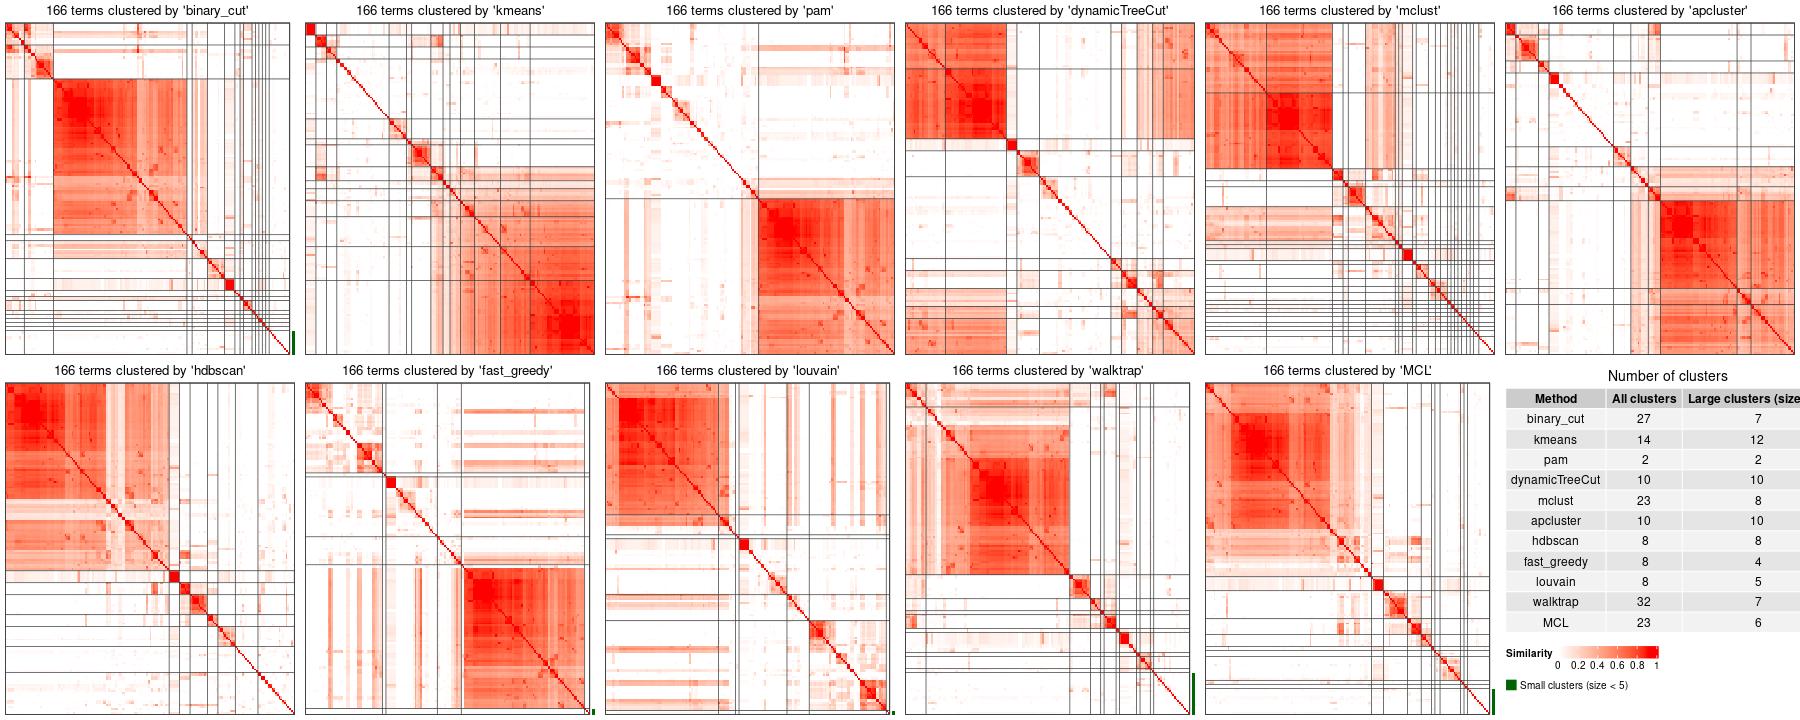 166 terms clustered by 'binary_cut'
166 terms clustered by 'kmeans'
166 terms clustered by 'pam'
166 terms clustered by 'dynamicTreeCut'
166 terms clustered by 'mclust'
166 terms clustered by 'apcluster'
166 terms clustered by 'hdbscan'
166 terms clustered by 'fast_greedy'
166 terms clustered by 'louvain'
166 terms clustered by 'walktrap'
166 terms clustered by 'MCL'
Number of clusters
Method All clusters Large clusters (size
binary_cut 27 7
kmeans 14 12
pam 2 2
dynamicTreeCut 10 10
mclust 23 8
apcluster 10 10
hdbscan 8 8
fast_greedy 8 4
louvain 8 5
walktrap 32 7
MCL 23 6
Similarity
0 0.2 0.4 0.6 0.8 1
Small clusters (size < 5)